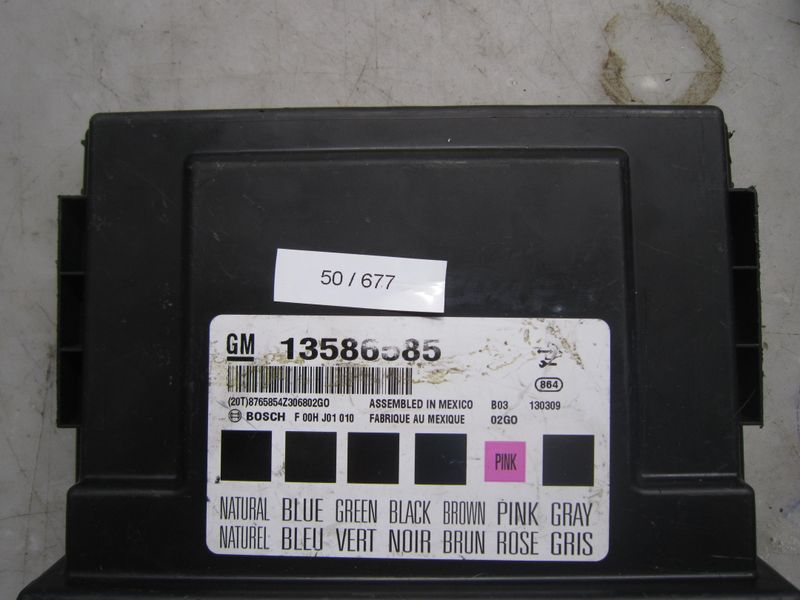 50 / 677
GM 13586585
864
(20T)8765854Z306802GO ASSEMBLED IN MEXICO B03 130309
BOSCH F 00H J01 010 FABRIQUE AU MEXIQUE 02GO
PINK
NATURAL BLUE GREEN BLACK BROWN PINK GRAY
NATUREL BLEU VERT NOIR BRUN ROSE GRIS